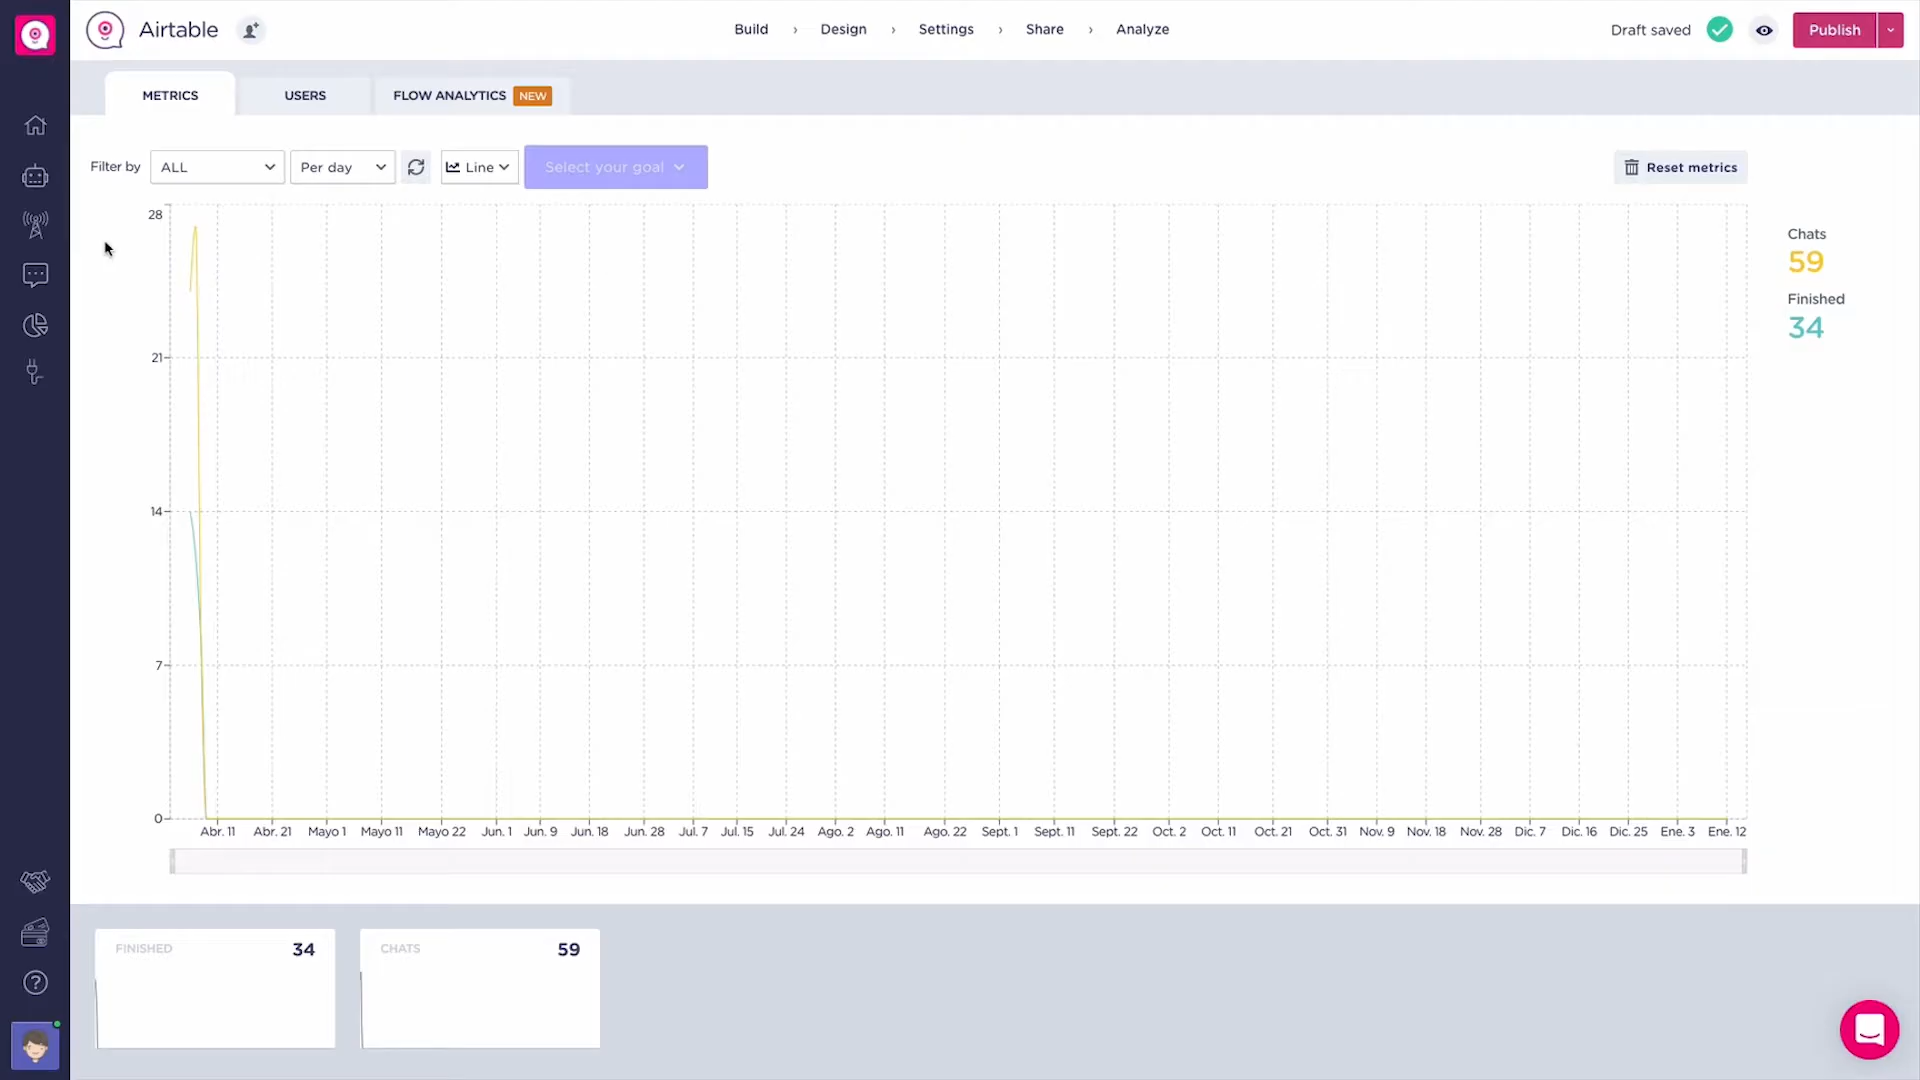 Airtable
Build › Design › Settings › Share › Analyze
Draft saved
Publish
METRICS
USERS
FLOW ANALYTICS NEW
Filter by
ALL
Per day
Line
Select your goal
Reset metrics
28
21
14
7
0
Chats
59
Finished
34
Abr. 11 Abr. 21 Mayo 1 Mayo 11 Mayo 22 Jun. 1 Jun. 9 Jun. 18 Jun. 28 Jul. 7 Jul. 15 Jul. 24 Ago. 2 Ago. 11 Ago. 22 Sept. 1 Sept. 11 Sept. 22 Oct. 2 Oct. 11 Oct. 21 Oct. 31 Nov. 9 Nov. 18 Nov. 28 Dic. 7 Dic. 16 Dic. 25 Ene. 3 Ene. 12
FINISHED 34
CHATS 59